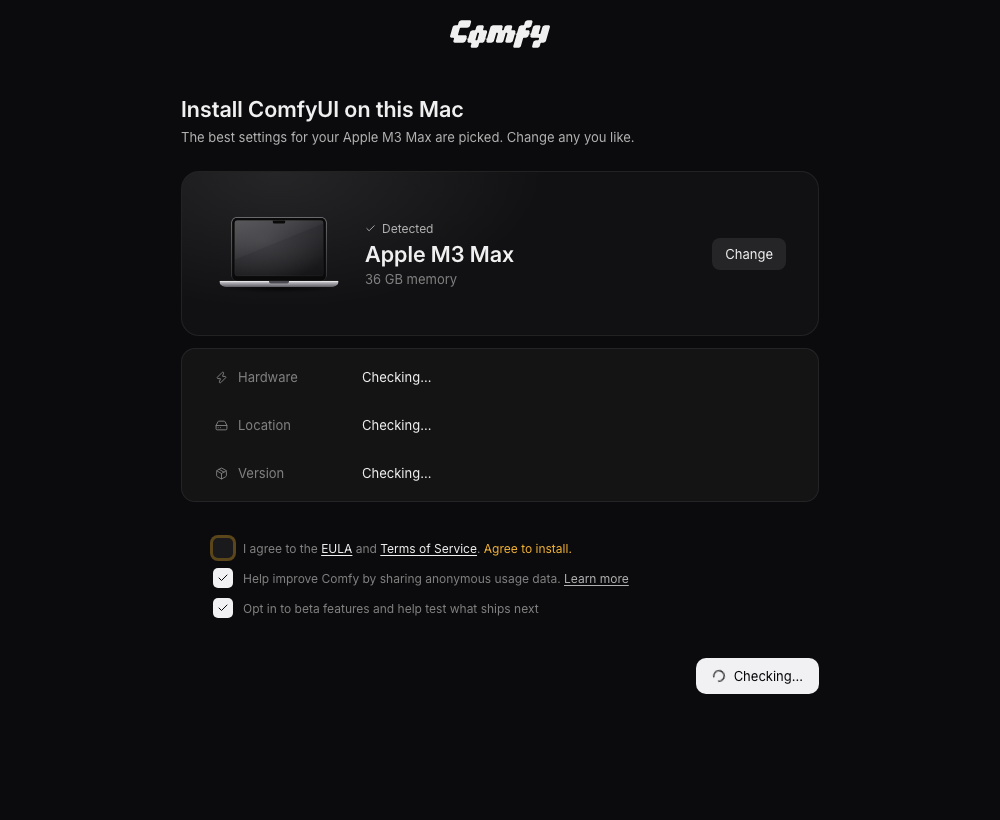 Comfy
Install ComfyUI on this Mac
The best settings for your Apple M3 Max are picked. Change any you like.
Detected
Apple M3 Max
36 GB memory
Change
Hardware Checking...
Location Checking...
Version Checking...
I agree to the EULA and Terms of Service. Agree to install.
Help improve Comfy by sharing anonymous usage data. Learn more
Opt in to beta features and help test what ships next
Checking...